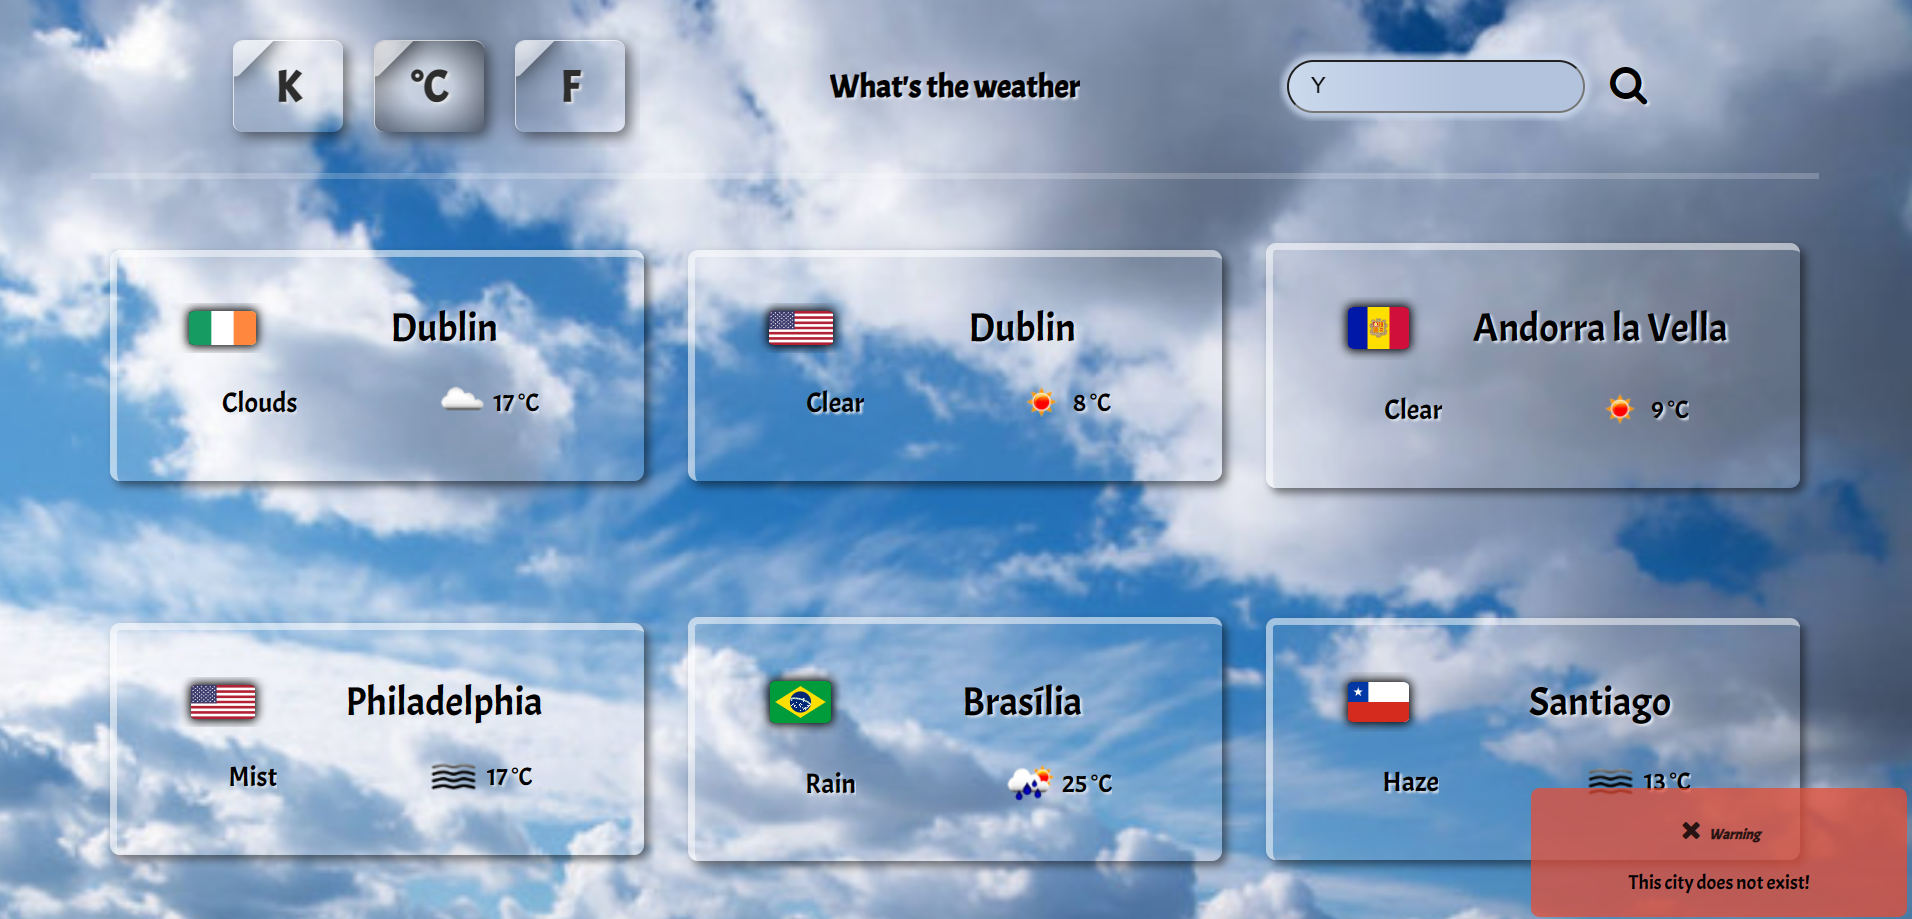 K °C F What's the weather Y
Dublin Dublin Andorra la Vella
Clouds 17 °C Clear 8 °C Clear 9 °C
Philadelphia Brasília Santiago
Mist 17 °C Rain 25 °C Haze 13 °C
Warning
This city does not exist!